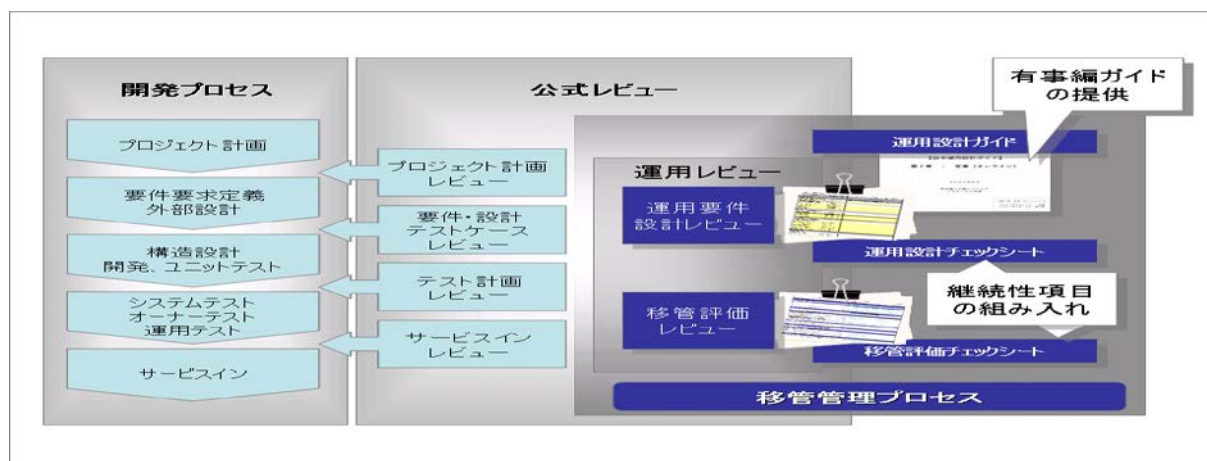 開発プロセス
プロジェクト計画
要件要求定義
外部設計
構造設計
開発、ユニットテスト
システムテスト
オーナーテスト
運用テスト
サービスイン
公式レビュー
プロジェクト計画
レビュー
要件・設計
テストケース
レビュー
テスト計画
レビュー
サービスイン
レビュー
運用レビュー
運用要件
設計レビュー
移管評価
レビュー
有事編ガイド
の提供
運用設計ガイド
運用設計チェックシート
継続性項目
の組み入れ
移管評価チェックシート
移管管理プロセス